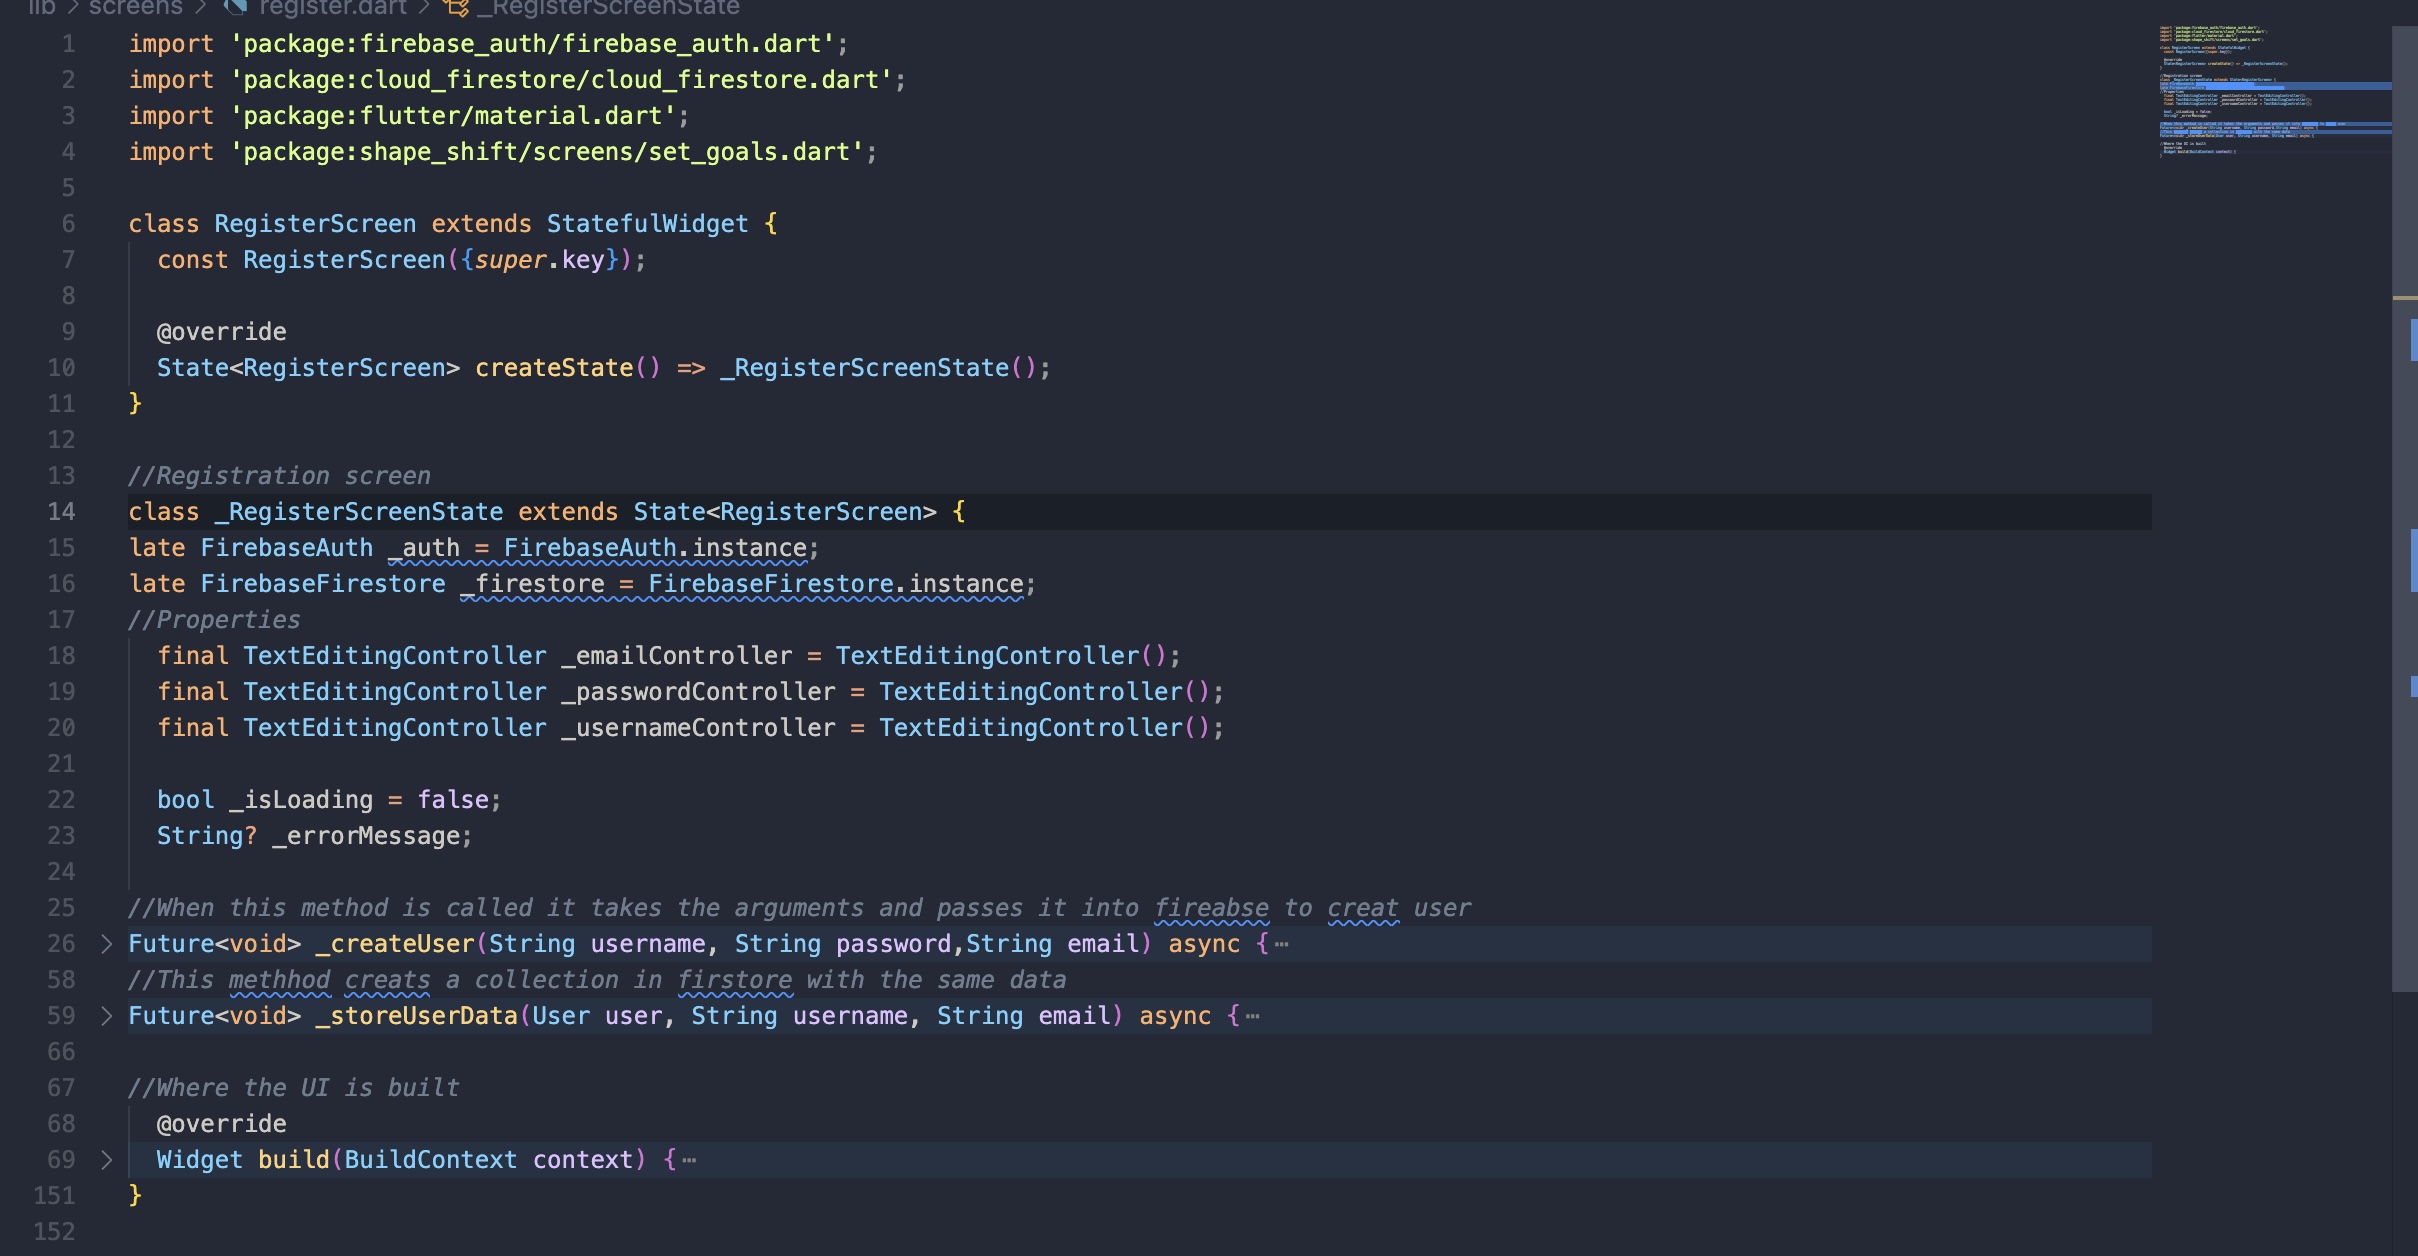 lib > screens > register.dart > _RegisterScreenState
1 import 'package:firebase_auth/firebase_auth.dart';
2 import 'package:cloud_firestore/cloud_firestore.dart';
3 import 'package:flutter/material.dart';
4 import 'package:shape_shift/screens/set_goals.dart';
5
6 class RegisterScreen extends StatefulWidget {
7 const RegisterScreen({super.key});
8
9 @override
10 State<RegisterScreen> createState() => _RegisterScreenState();
11 }
12
13 //Registration screen
14 class _RegisterScreenState extends State<RegisterScreen> {
15 late FirebaseAuth _auth = FirebaseAuth.instance;
16 late FirebaseFirestore _firestore = FirebaseFirestore.instance;
17 //Properties
18 final TextEditingController _emailController = TextEditingController();
19 final TextEditingController _passwordController = TextEditingController();
20 final TextEditingController _usernameController = TextEditingController();
21
22 bool _isLoading = false;
23 String? _errorMessage;
24
25 //When this method is called it takes the arguments and passes it into fireabse to creat user
26 > Future<void> _createUser(String username, String password,String email) async {⋯
58 //This methhod creats a collection in firstore with the same data
59 > Future<void> _storeUserData(User user, String username, String email) async {⋯
66
67 //Where the UI is built
68 @override
69 > Widget build(BuildContext context) {⋯
151 }
152